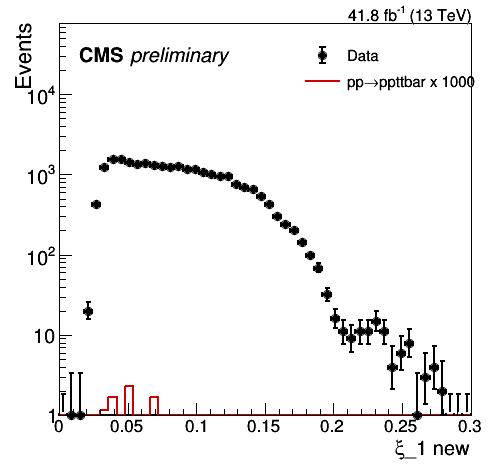 41.8 fb⁻¹ (13 TeV)
Events
CMS preliminary
Data
pp→ppttbar x 1000
10⁴
10³
10²
10
1
0 0.05 0.1 0.15 0.2 0.25 0.3
ξ_1 new